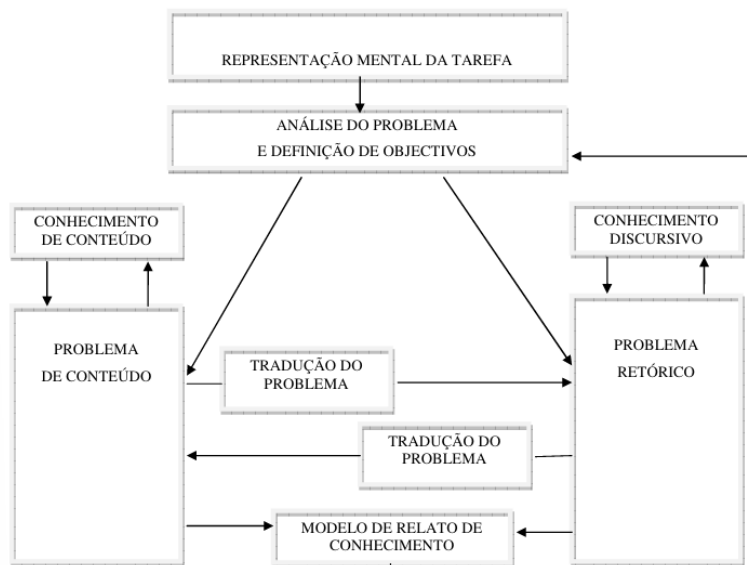 REPRESENTAÇÃO MENTAL DA TAREFA
ANÁLISE DO PROBLEMA
E DEFINIÇÃO DE OBJECTIVOS
CONHECIMENTO
DE CONTEÚDO
CONHECIMENTO
DISCURSIVO
PROBLEMA
DE CONTEÚDO
TRADUÇÃO DO
PROBLEMA
PROBLEMA
RETÓRICO
TRADUÇÃO DO
PROBLEMA
MODELO DE RELATO DE
CONHECIMENTO